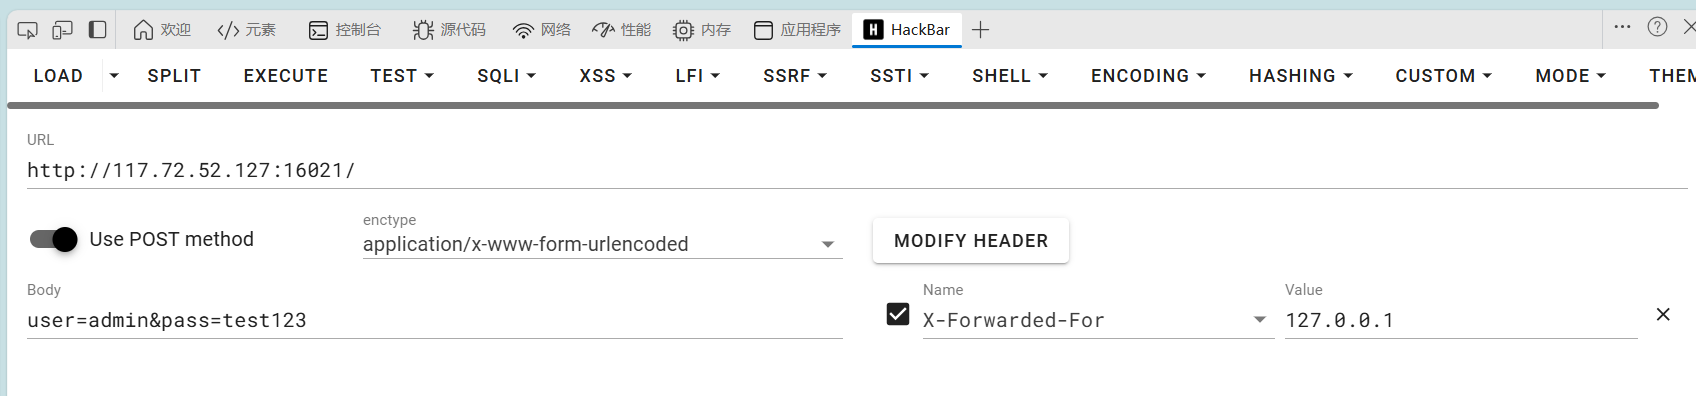 欢迎 元素 控制台 源代码 网络 性能 内存 应用程序 H HackBar
LOAD SPLIT EXECUTE TEST SQLI XSS LFI SSRF SSTI SHELL ENCODING HASHING CUSTOM MODE THEM
URL
http://117.72.52.127:16021/
Use POST method
enctype
application/x-www-form-urlencoded
MODIFY HEADER
Body
user=admin&pass=test123
Name
X-Forwarded-For
Value
127.0.0.1